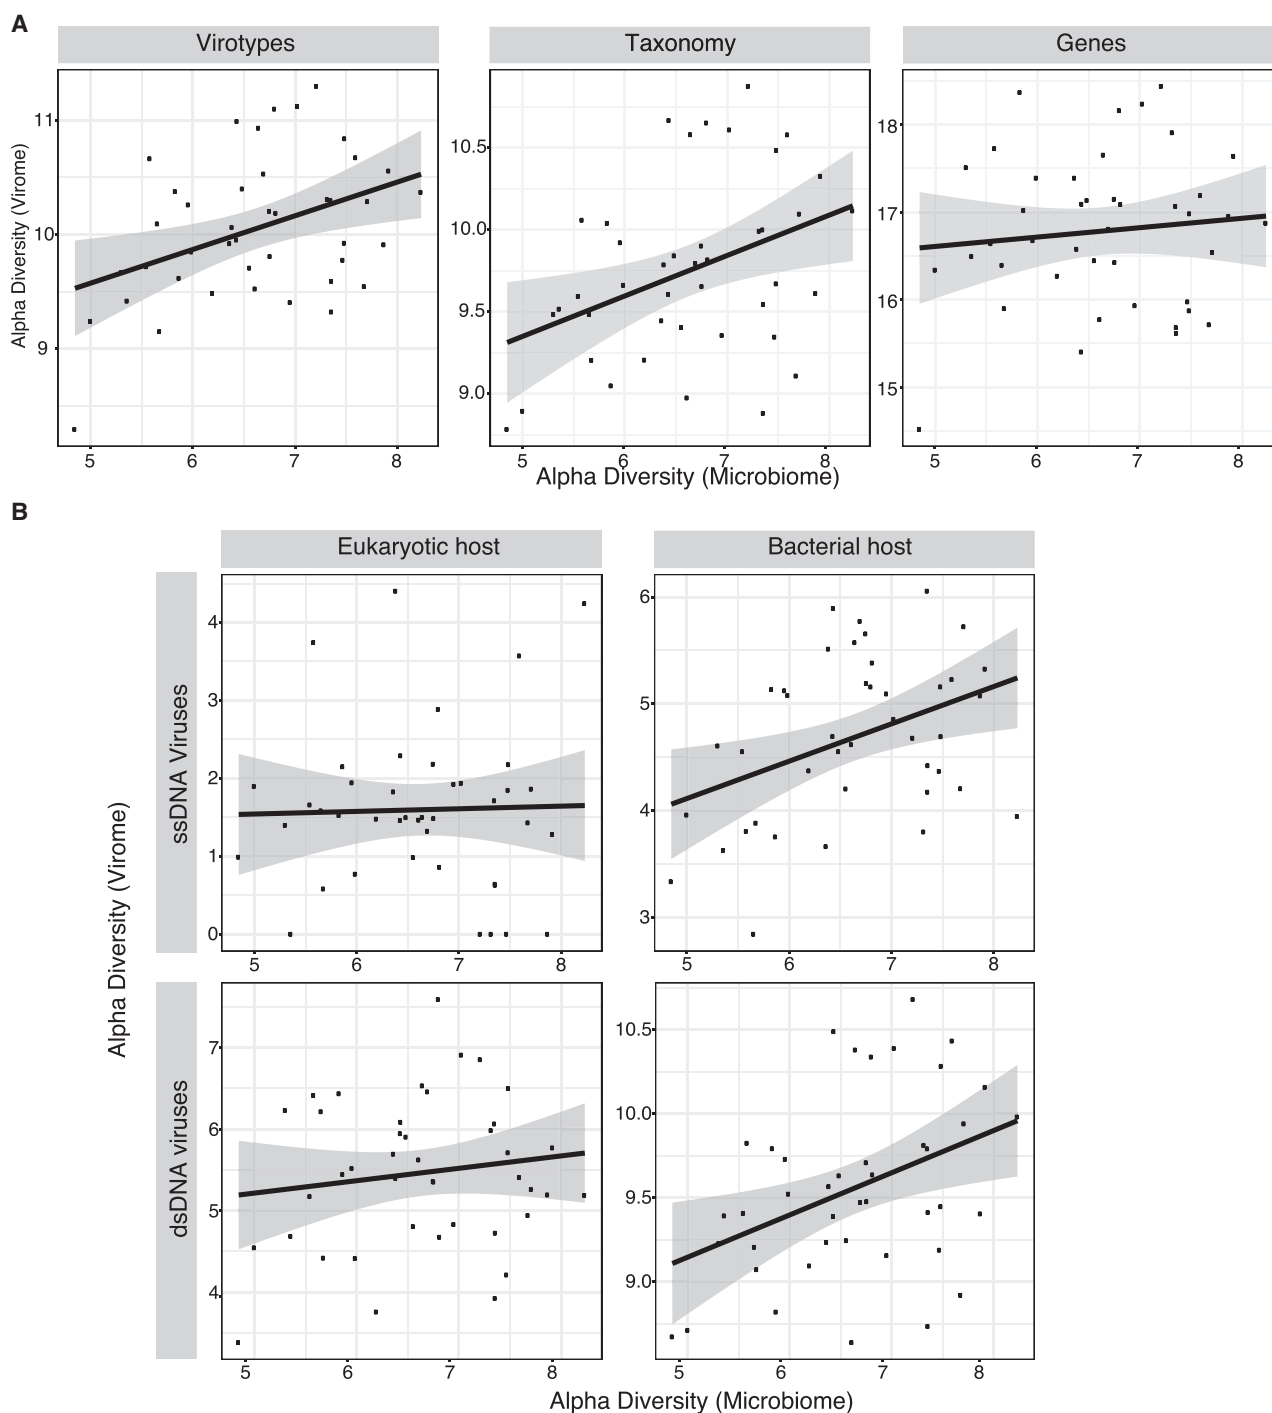 A
Virotypes
Taxonomy
Genes
Alpha Diversity (Virome)
11
10
9
10.5
10.0
9.5
9.0
18
17
16
15
5 6 7 8
5 6 7 8
5 6 7 8
Alpha Diversity (Microbiome)
B
Eukaryotic host
Bacterial host
Alpha Diversity (Virome)
ssDNA Viruses
4
3
2
1
0
6
5
4
3
5 6 7 8
5 6 7 8
dsDNA viruses
7
6
5
4
10.5
10.0
9.5
9.0
5 6 7 8
5 6 7 8
Alpha Diversity (Microbiome)